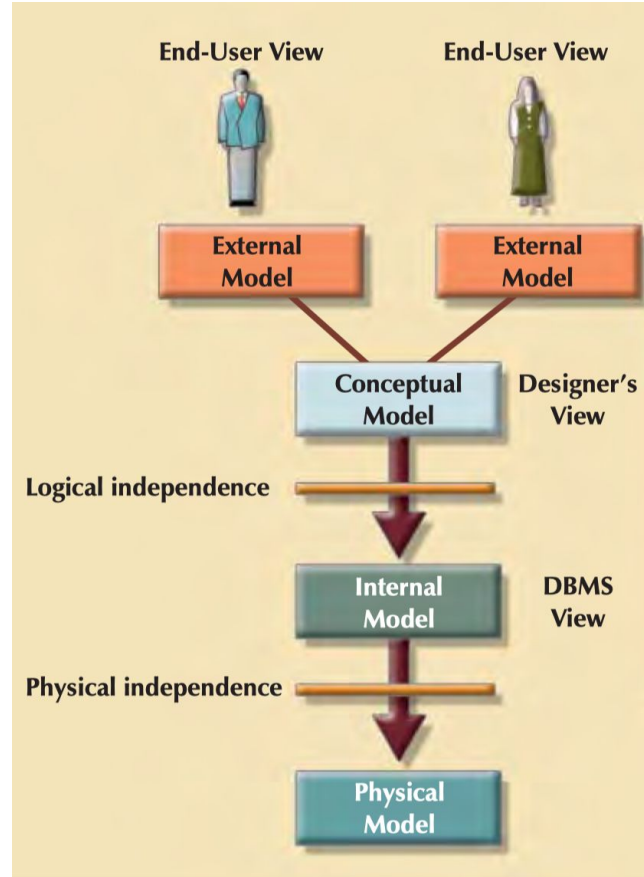 End-User View
End-User View
External
Model
External
Model
Conceptual
Model
Designer's
View
Logical independence
Internal
Model
DBMS
View
Physical independence
Physical
Model